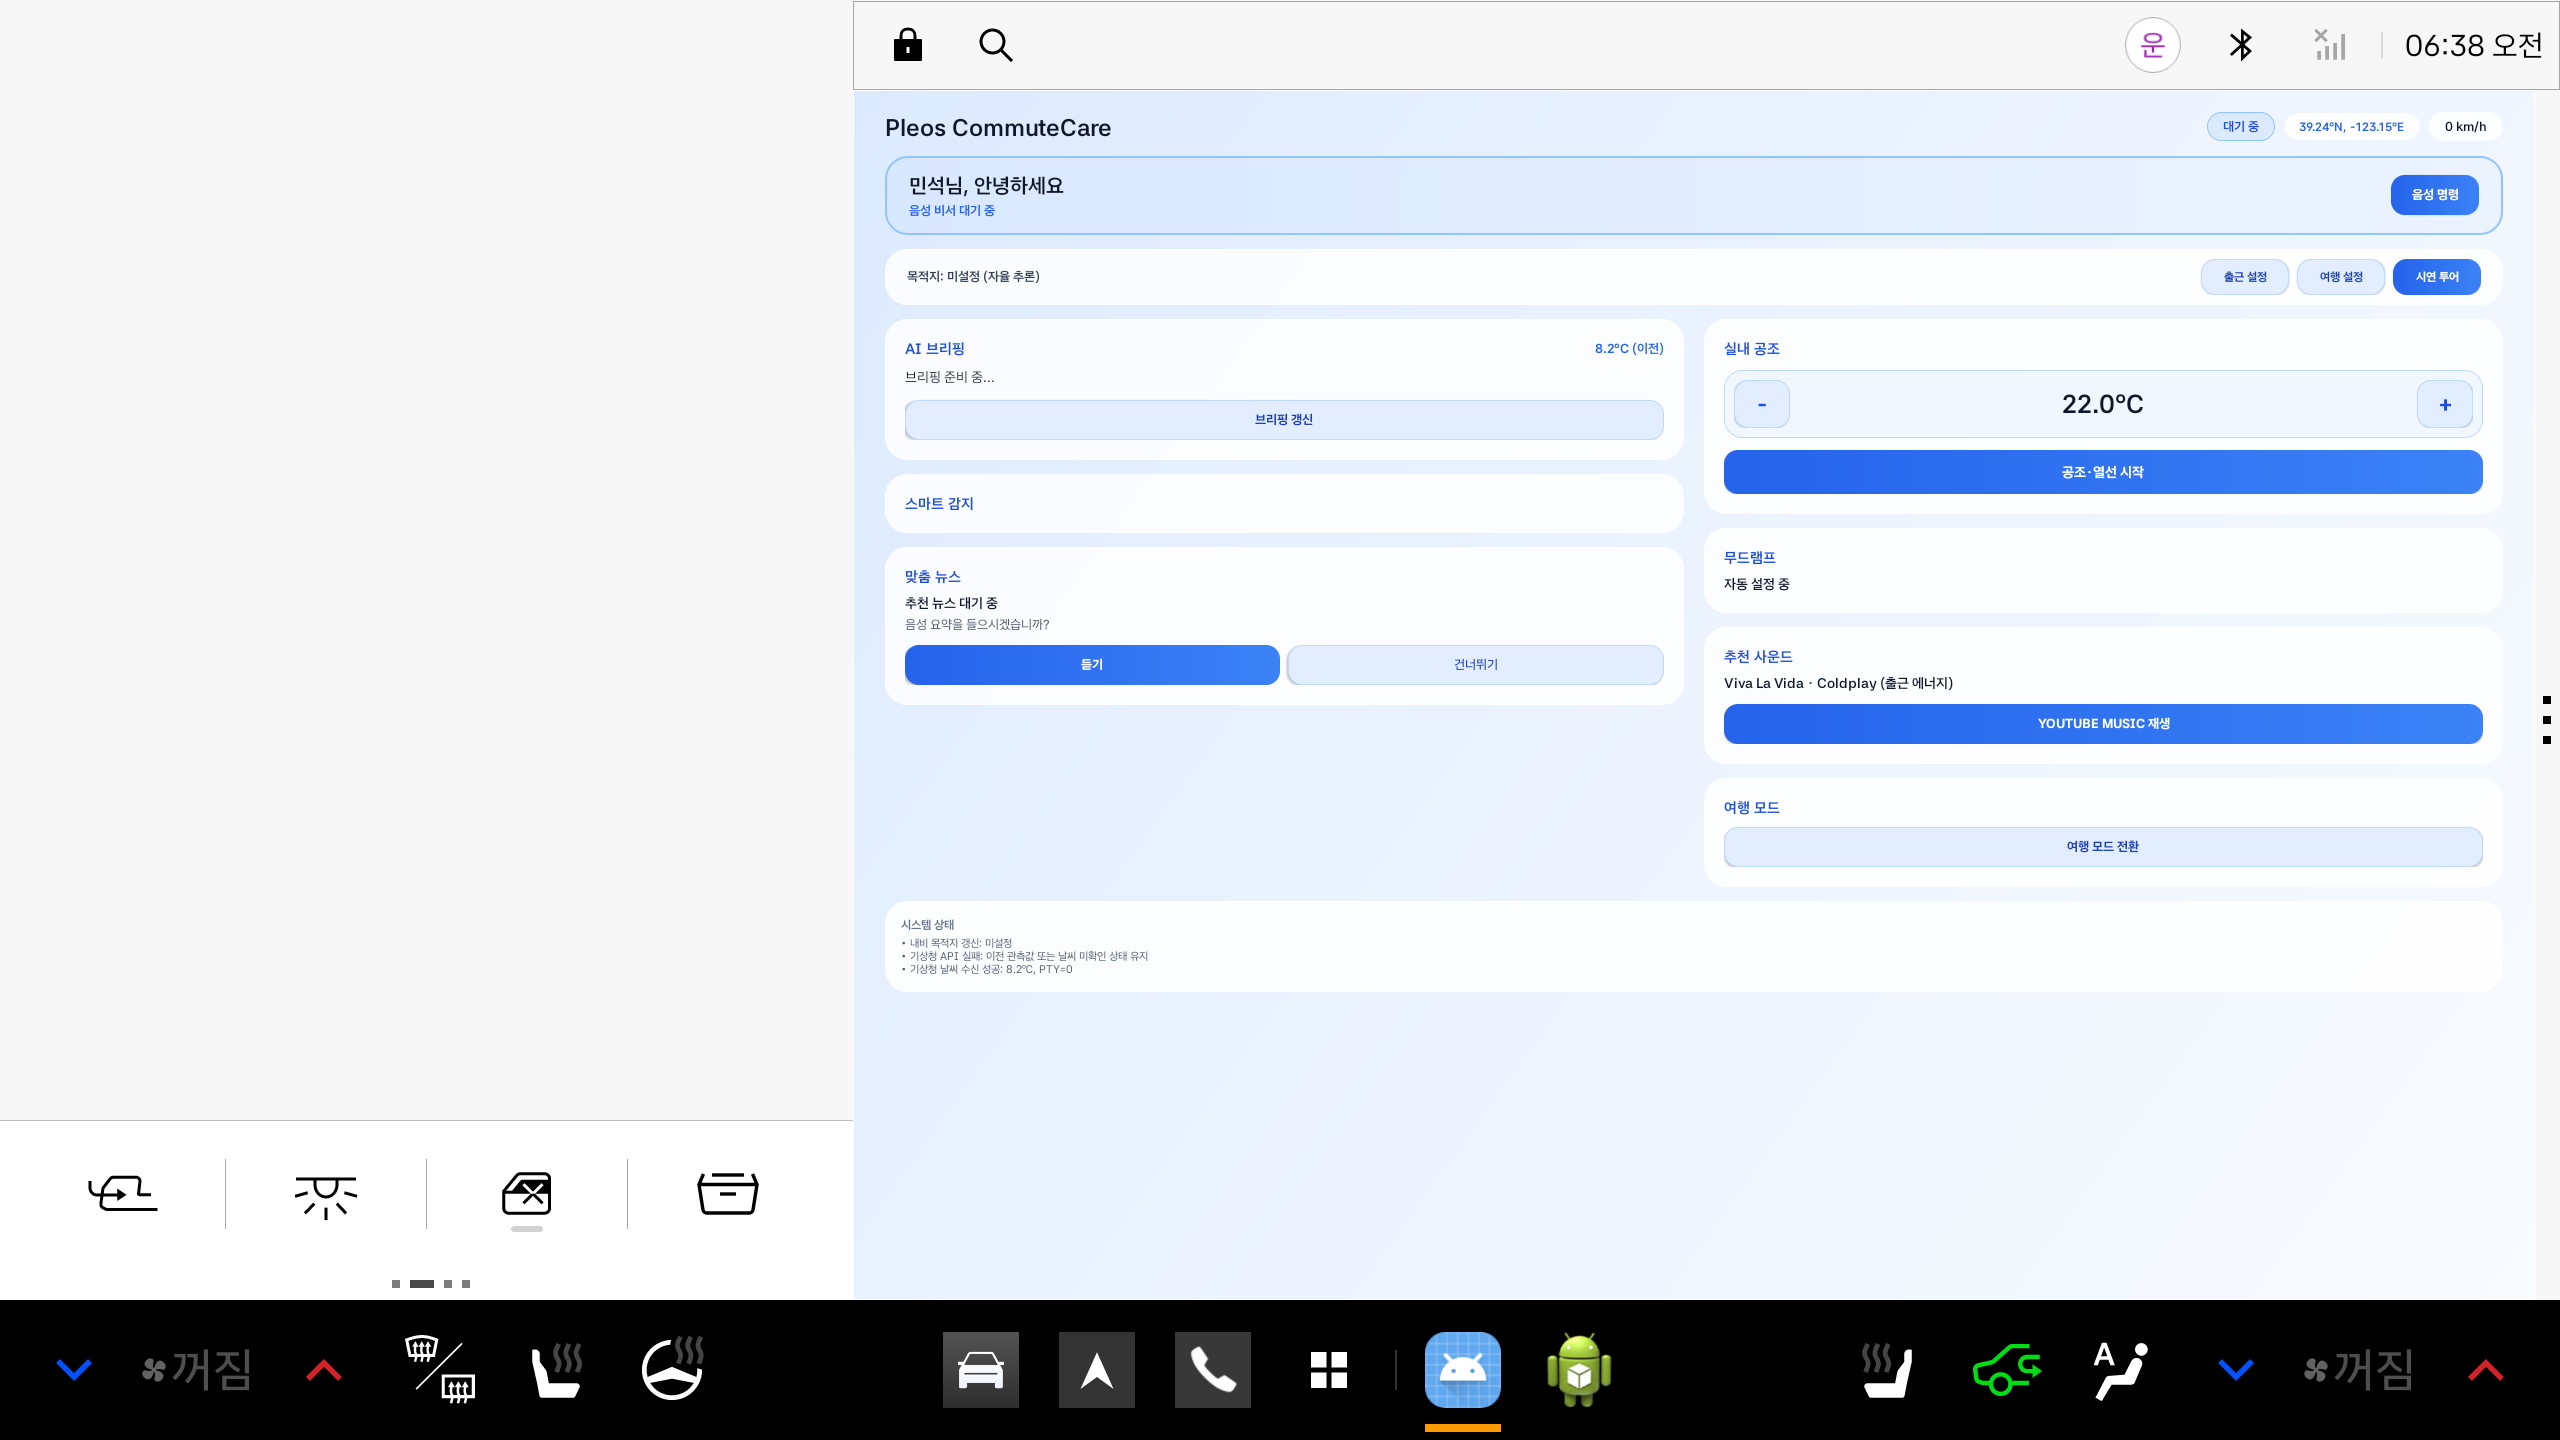 운
06:38 오전
Pleos CommuteCare
대기 중
39.24°N, -123.15°E
0 km/h
민석님, 안녕하세요
음성 비서 대기 중
음성 명령
목적지: 미설정 (자율 추론)
출근 설정
여행 설정
시연 투어
AI 브리핑
8.2°C (이전)
브리핑 준비 중...
브리핑 갱신
스마트 감지
맞춤 뉴스
추천 뉴스 대기 중
음성 요약을 들으시겠습니까?
듣기
건너뛰기
실내 공조
-
22.0°C
+
공조·열선 시작
무드램프
자동 설정 중
추천 사운드
Viva La Vida · Coldplay (출근 에너지)
YOUTUBE MUSIC 재생
여행 모드
여행 모드 전환
시스템 상태
• 내비 목적지 갱신: 미설정
• 기상청 API 실패: 이전 관측값 또는 날씨 미확인 상태 유지
• 기상청 날씨 수신 성공: 8.2°C, PTY=0
꺼짐
A
꺼짐